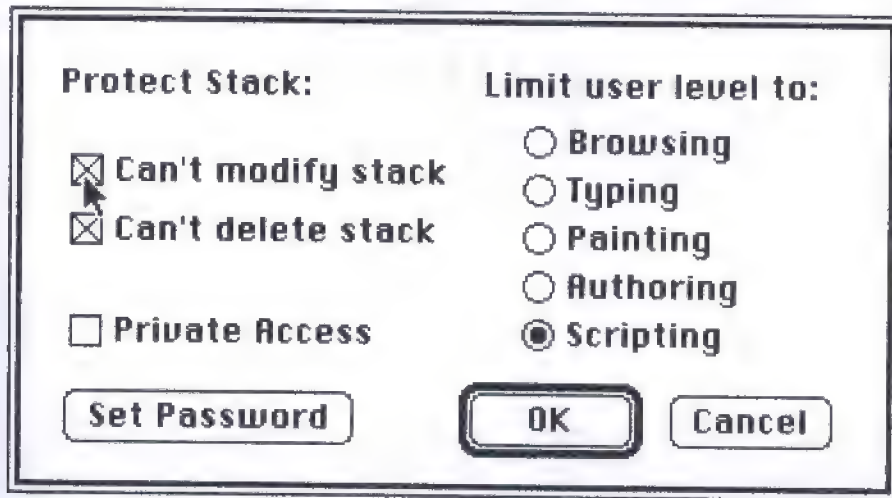 Protect Stack:
Can't modify stack
Can't delete stack
Private Access
Set Password
Limit user level to:
Browsing
Typing
Painting
Authoring
Scripting
OK
Cancel